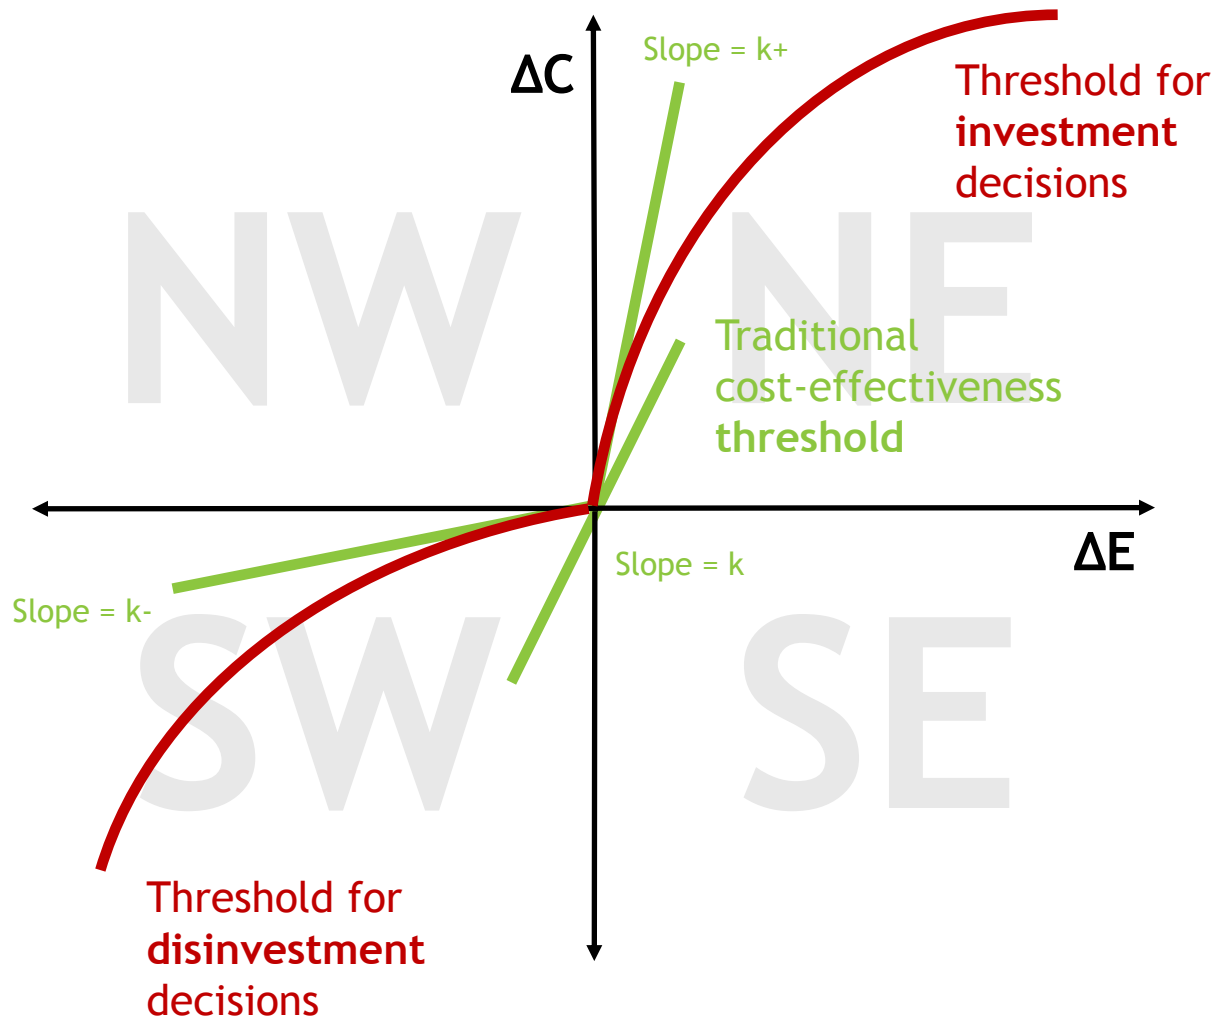 Slope = k+
ΔC
Threshold for
investment
decisions
NW
NE
Traditional
cost-effectiveness
threshold
ΔE
Slope = k
Slope = k-
SW
SE
Threshold for
disinvestment
decisions